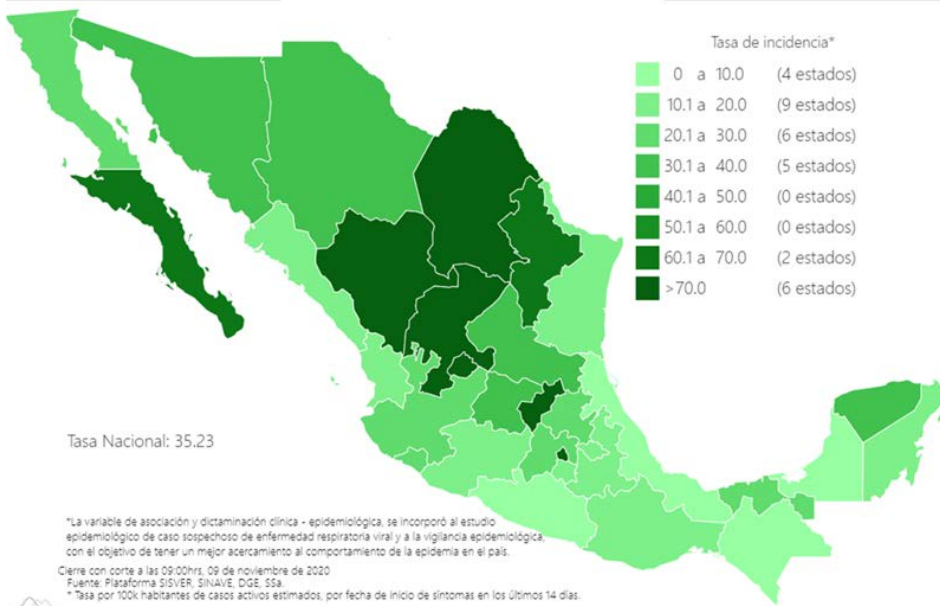 Tasa de incidencia*
0 a 10.0 (4 estados)
10.1 a 20.0 (9 estados)
20.1 a 30.0 (6 estados)
30.1 a 40.0 (5 estados)
40.1 a 50.0 (0 estados)
50.1 a 60.0 (0 estados)
60.1 a 70.0 (2 estados)
>70.0 (6 estados)
Tasa Nacional: 35.23
*La variable de asociación y dictaminación clínica - epidemiológica, se incorporó al estudio
epidemiológico de caso sospechoso de enfermedad respiratoria viral y a la vigilancia epidemiológica,
con el objetivo de tener un mejor acercamiento al comportamiento de la epidemia en el país.
Cierre con corte a las 09:00hrs, 09 de noviembre de 2020
Fuente: Plataforma SISVER, SINAVE, DGE, SSa.
* Tasa por 100k habitantes de casos activos estimados, por fecha de inicio de síntomas en los últimos 14 días.